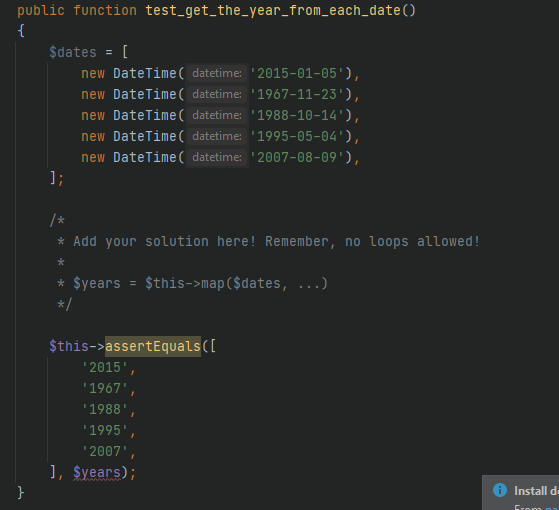 public function test_get_the_year_from_each_date()
{
$dates = [
new DateTime( datetime: '2015-01-05'),
new DateTime( datetime: '1967-11-23'),
new DateTime( datetime: '1988-10-14'),
new DateTime( datetime: '1995-05-04'),
new DateTime( datetime: '2007-08-09'),
];
/*
* Add your solution here! Remember, no loops allowed!
*
* $years = $this->map($dates, ...)
*/
$this->assertEquals([
'2015',
'1967',
'1988',
'1995',
'2007',
], $years);
}
Install
From